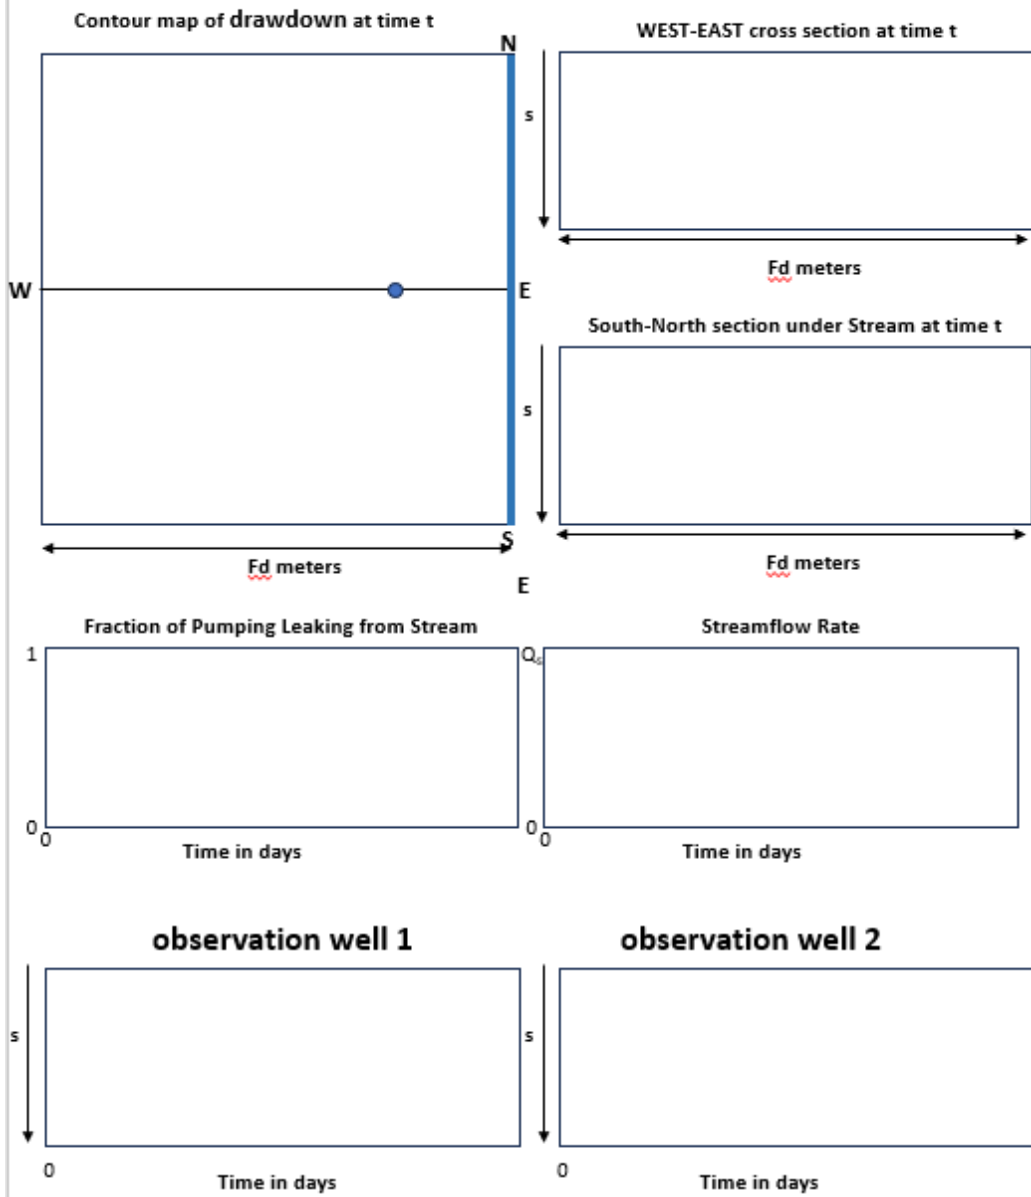 Contour map of drawdown at time t
N
W
E
S
Fd meters
E
WEST-EAST cross section at time t
s
Fd meters
South-North section under Stream at time t
s
Fd meters
Fraction of Pumping Leaking from Stream
1
0
0
Time in days
Streamflow Rate
Qs
0
0
Time in days
observation well 1
s
0
Time in days
observation well 2
s
0
Time in days